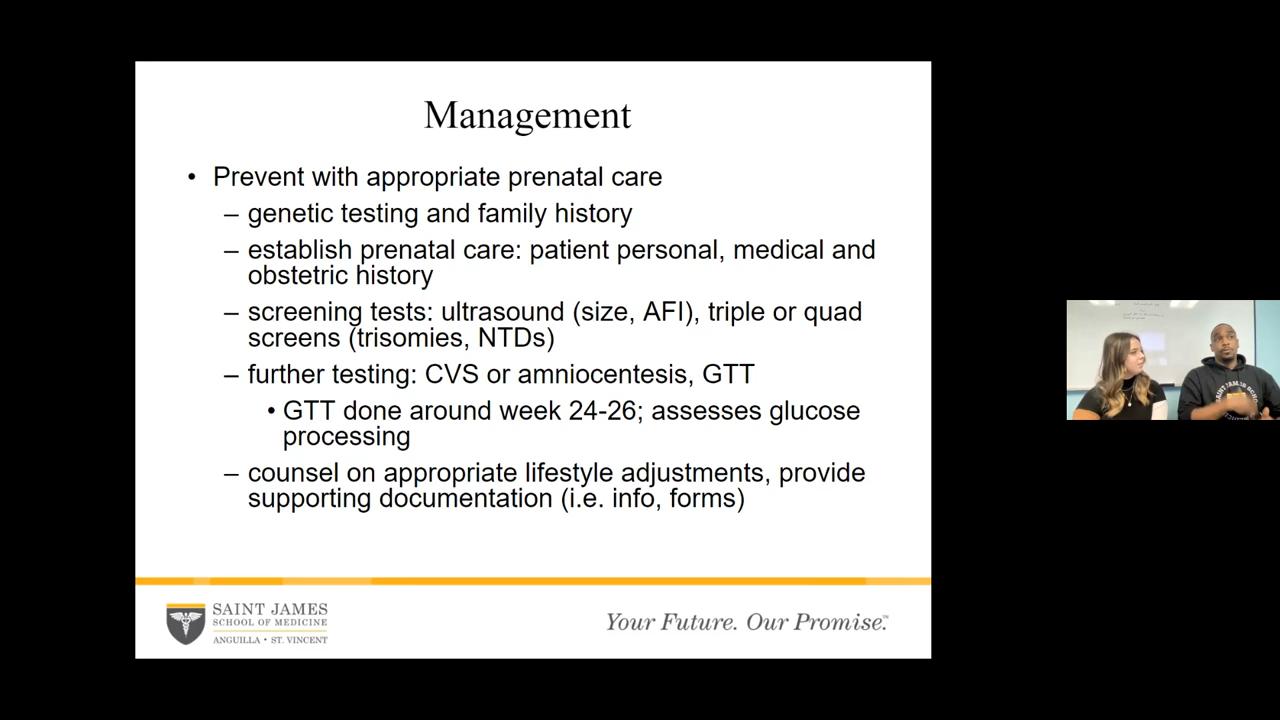 Management
• Prevent with appropriate prenatal care
– genetic testing and family history
– establish prenatal care: patient personal, medical and
obstetric history
– screening tests: ultrasound (size, AFI), triple or quad
screens (trisomies, NTDs)
– further testing: CVS or amniocentesis, GTT
• GTT done around week 24-26; assesses glucose
processing
– counsel on appropriate lifestyle adjustments, provide
supporting documentation (i.e. info, forms)
SAINT JAMES
SCHOOL OF MEDICINE
ANGUILLA • ST. VINCENT
Your Future. Our Promise.™